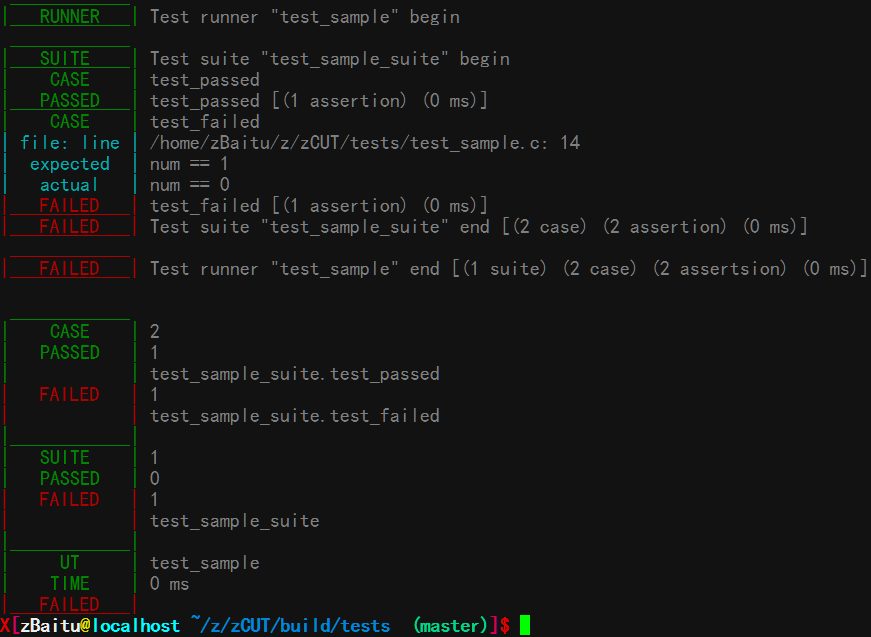 | RUNNER | Test runner "test_sample" begin
| SUITE | Test suite "test_sample_suite" begin
| CASE | test_passed
| PASSED | test_passed [(1 assertion) (0 ms)]
| CASE | test_failed
| file: line | /home/zBaitu/z/zCUT/tests/test_sample.c: 14
| expected | num == 1
| actual | num == 0
| FAILED | test_failed [(1 assertion) (0 ms)]
| FAILED | Test suite "test_sample_suite" end [(2 case) (2 assertion) (0 ms)]
| FAILED | Test runner "test_sample" end [(1 suite) (2 case) (2 assertsion) (0 ms)]
| CASE | 2
| PASSED | 1
| | test_sample_suite.test_passed
| FAILED | 1
| | test_sample_suite.test_failed
| SUITE | 1
| PASSED | 0
| FAILED | 1
| | test_sample_suite
| UT | test_sample
| TIME | 0 ms
| FAILED |
X[zBaitu@localhost ~/z/zCUT/build/tests (master)]$